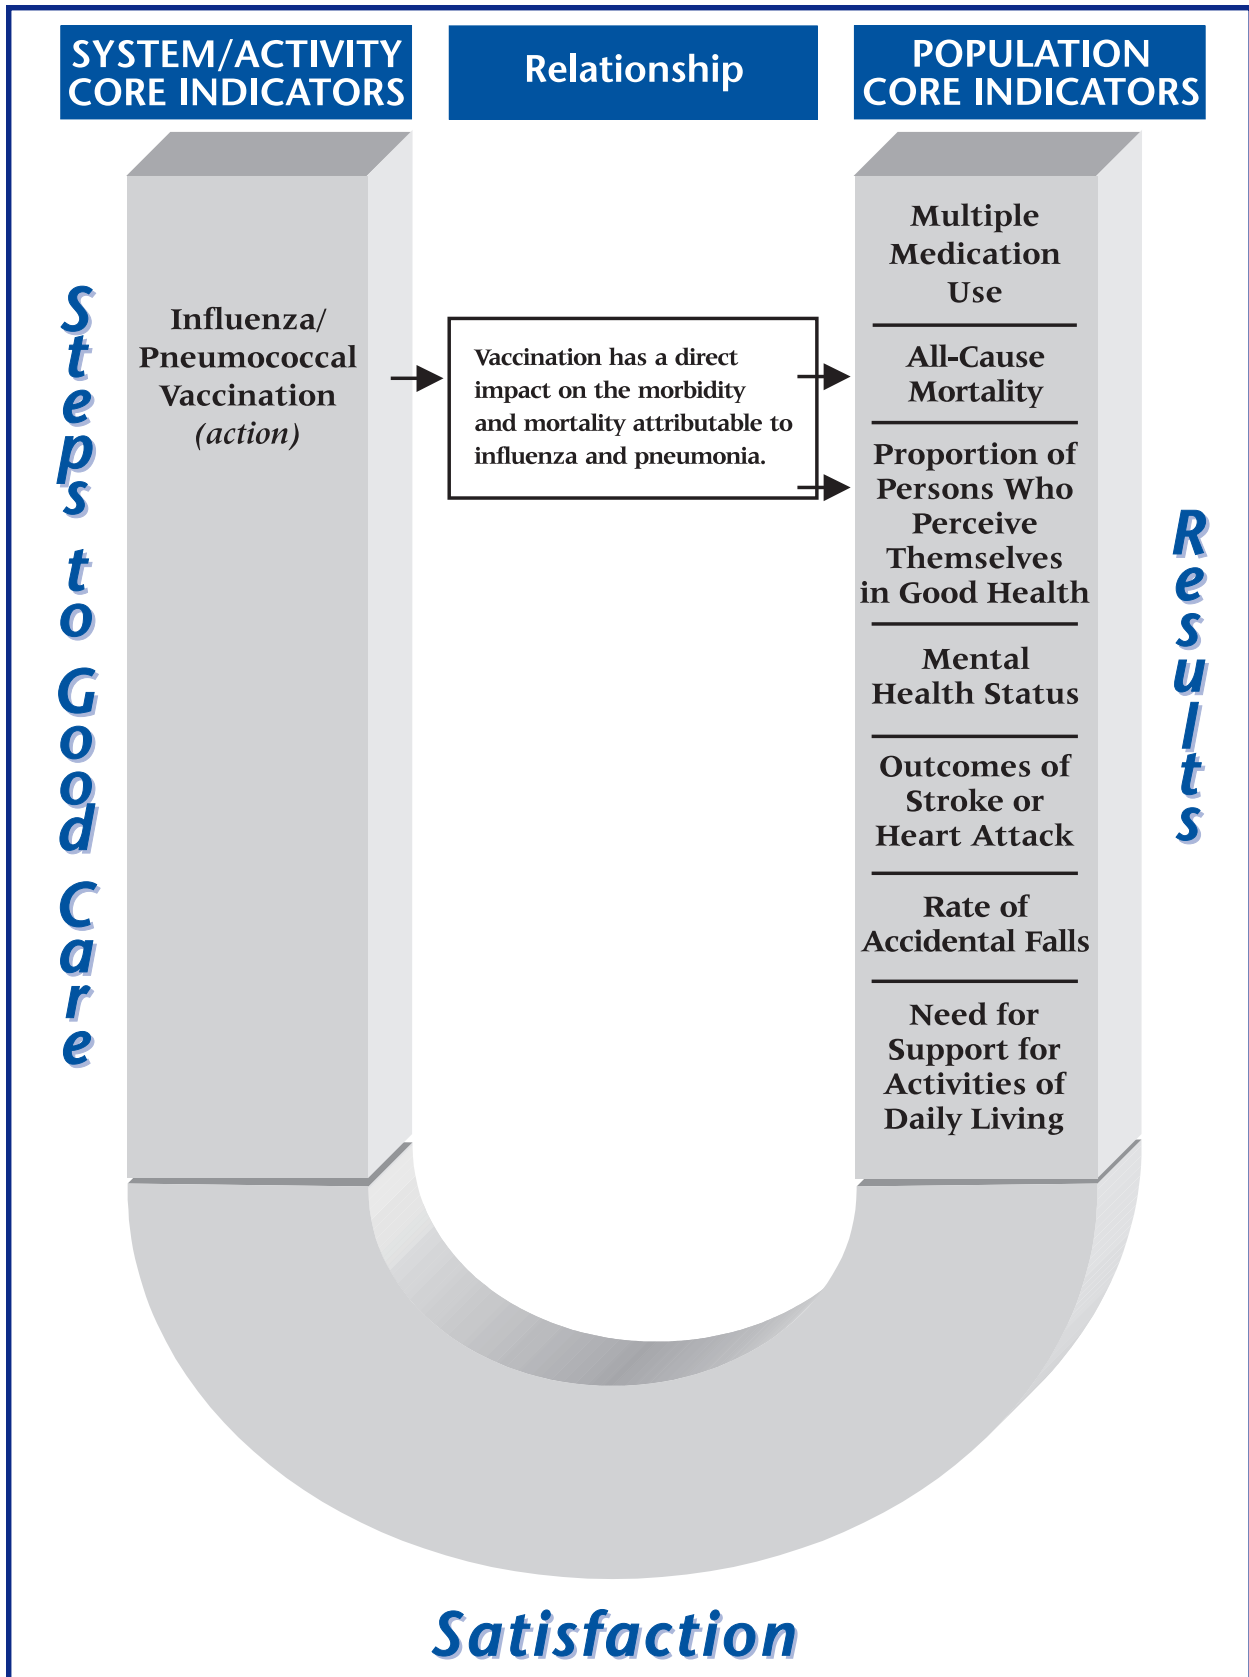 SYSTEM/ACTIVITY
CORE INDICATORS
Relationship
POPULATION
CORE INDICATORS
Steps to Good Care
Influenza/
Pneumococcal
Vaccination
(action)
Vaccination has a direct
impact on the morbidity
and mortality attributable to
influenza and pneumonia.
Multiple
Medication
Use
All-Cause
Mortality
Proportion of
Persons Who
Perceive
Themselves
in Good Health
Mental
Health Status
Outcomes of
Stroke or
Heart Attack
Rate of
Accidental Falls
Need for
Support for
Activities of
Daily Living
Results
Satisfaction